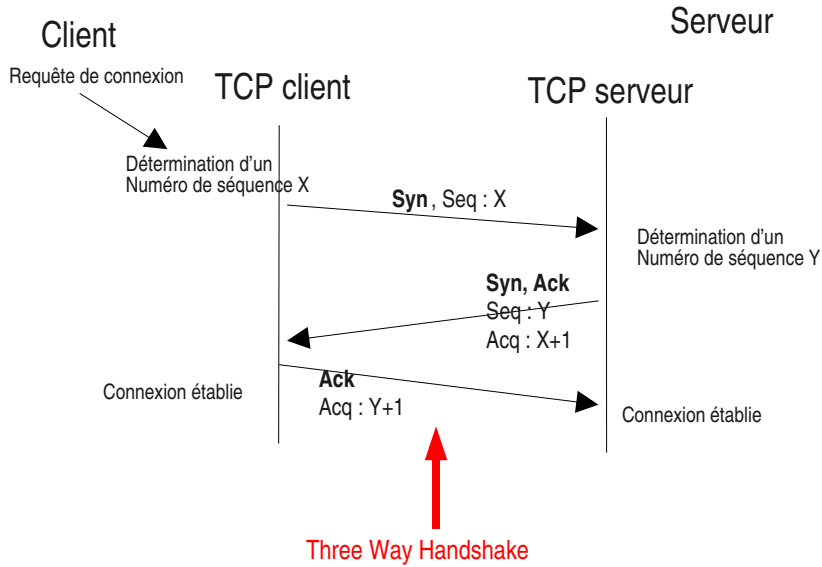 Client
Serveur
Requête de connexion
TCP client
TCP serveur
Détermination d'un
Numéro de séquence X
Syn , Seq : X
Détermination d'un
Numéro de séquence Y
Syn, Ack
Seq : Y
Acq : X+1
Ack
Acq : Y+1
Connexion établie
Connexion établie
Three Way Handshake